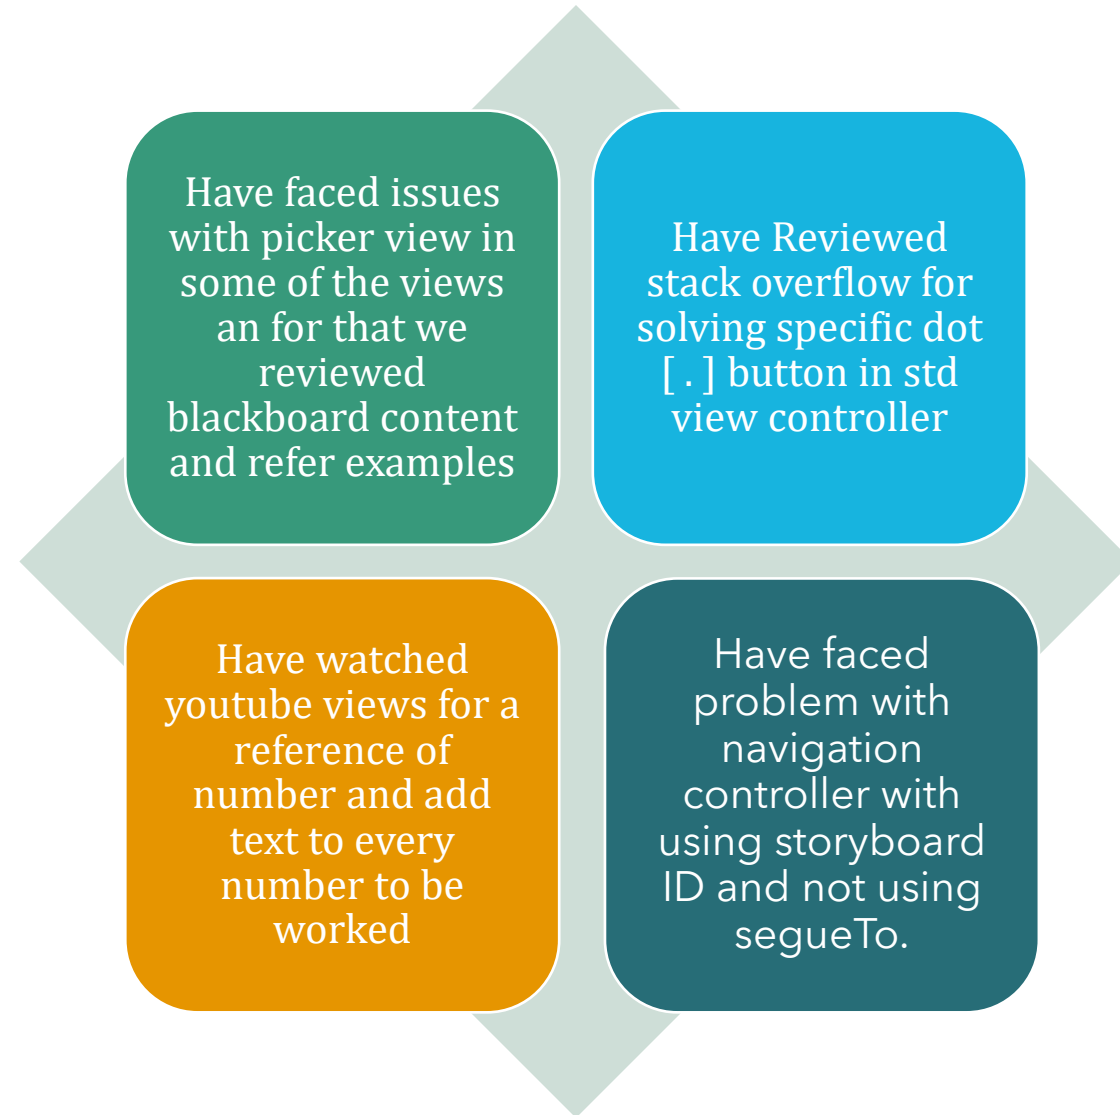 Have faced issues
with picker view in
some of the views
an for that we
reviewed
blackboard content
and refer examples
Have Reviewed
stack overflow for
solving specific dot
[ . ] button in std
view controller
Have watched
youtube views for a
reference of
number and add
text to every
number to be
worked
Have faced
problem with
navigation
controller with
using storyboard
ID and not using
segueTo.